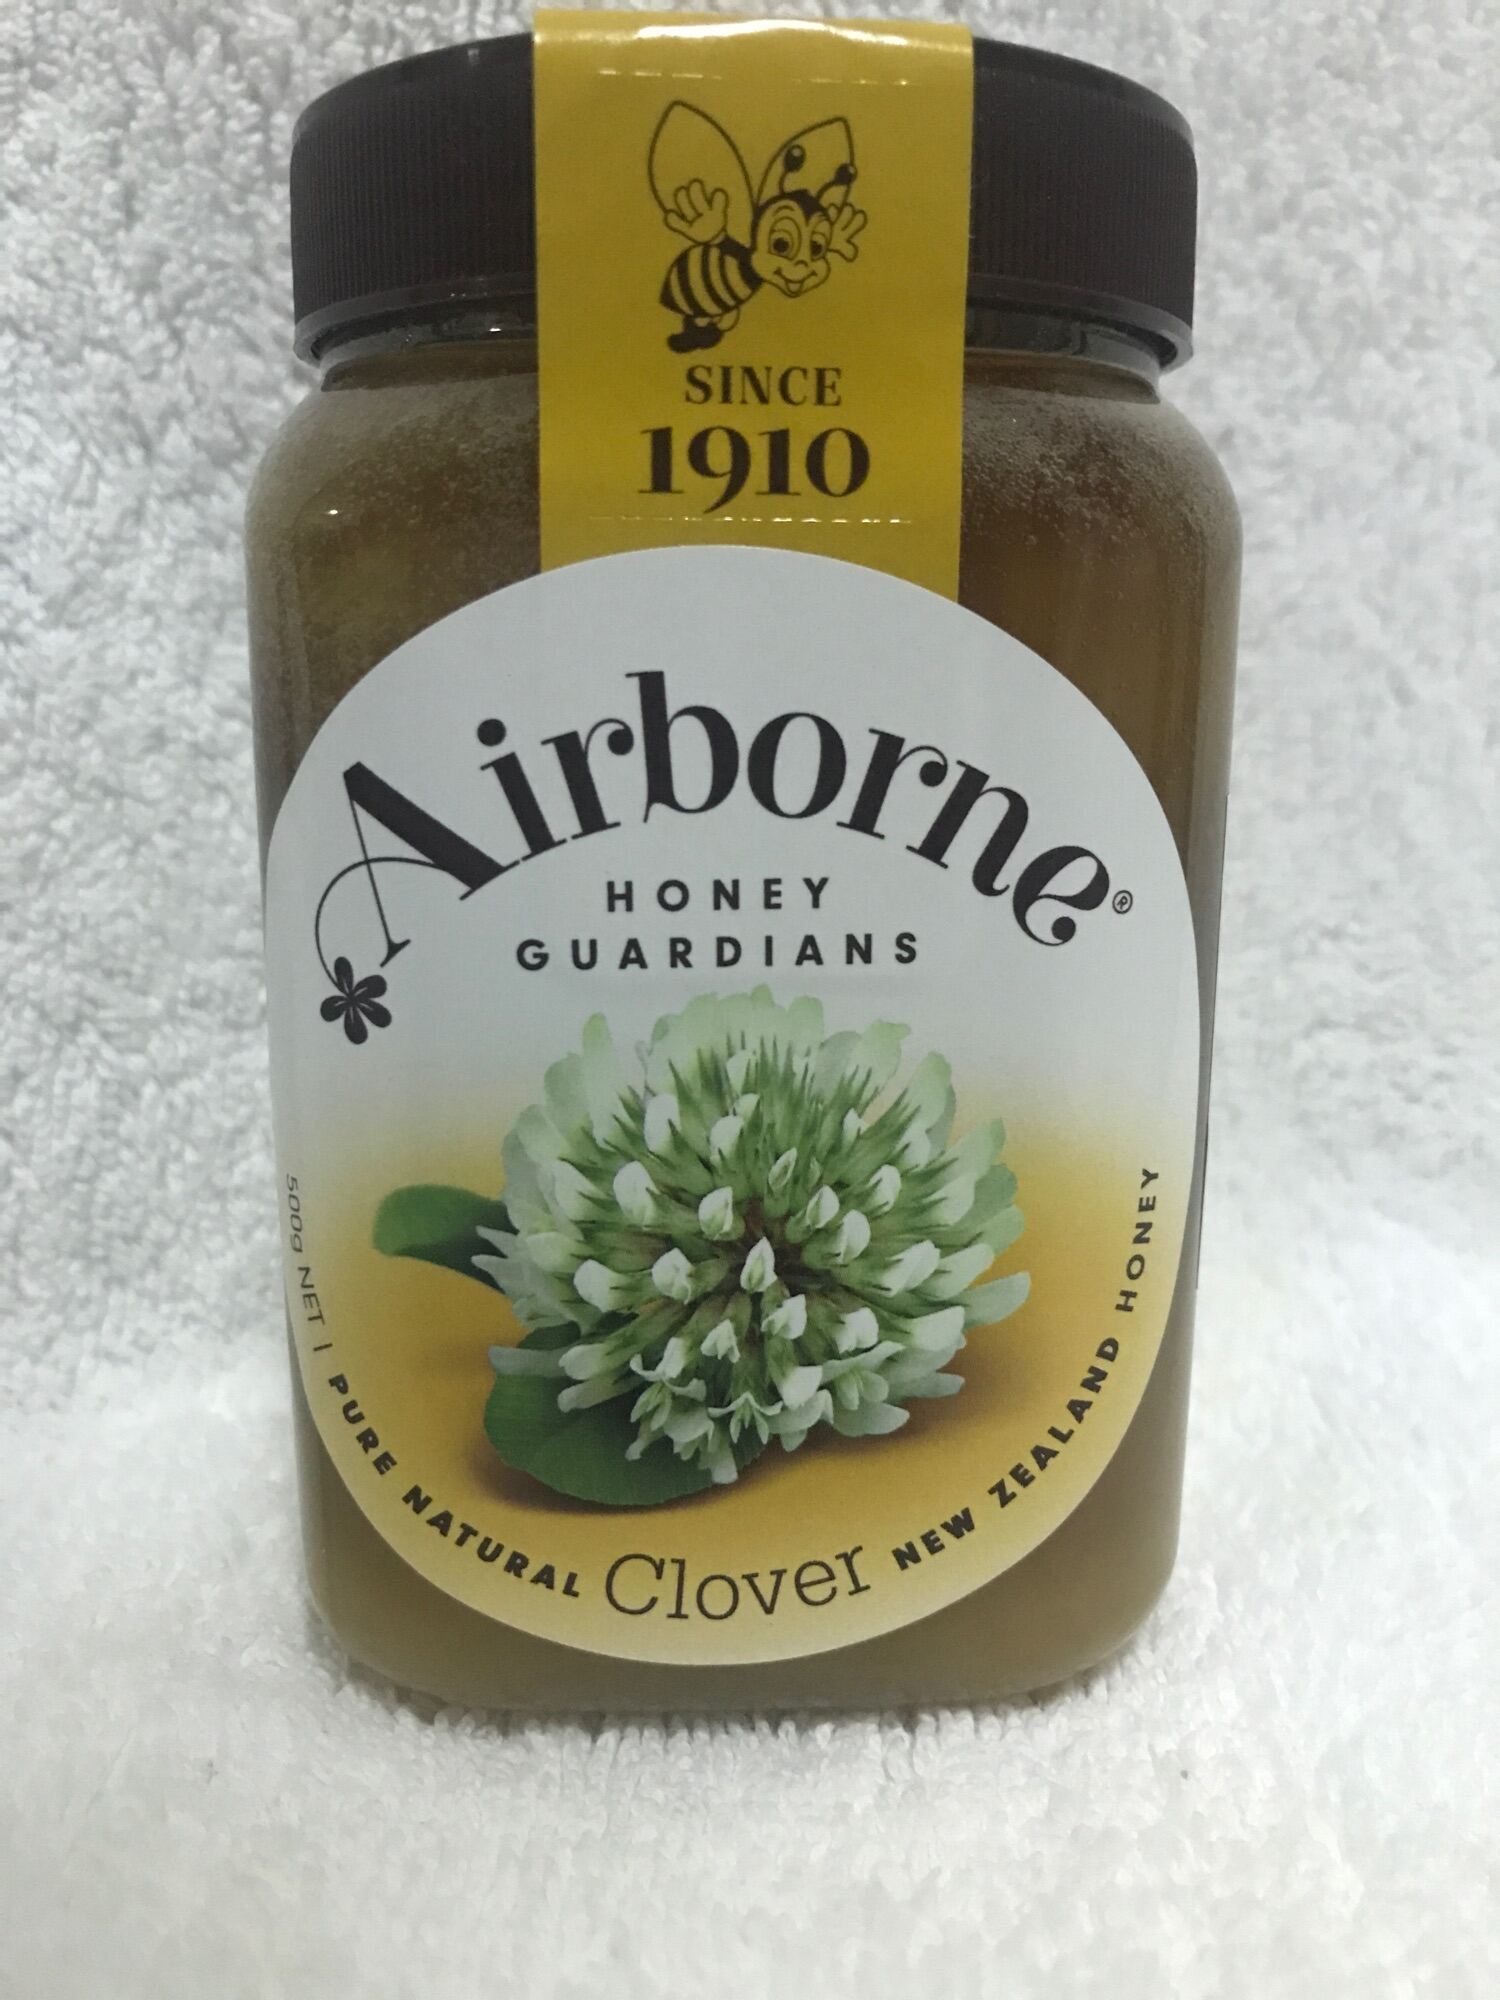 SINCE
1910
Airborne®
HONEY
GUARDIANS
500g NET | PURE NATURAL Clover NEW ZEALAND HONEY